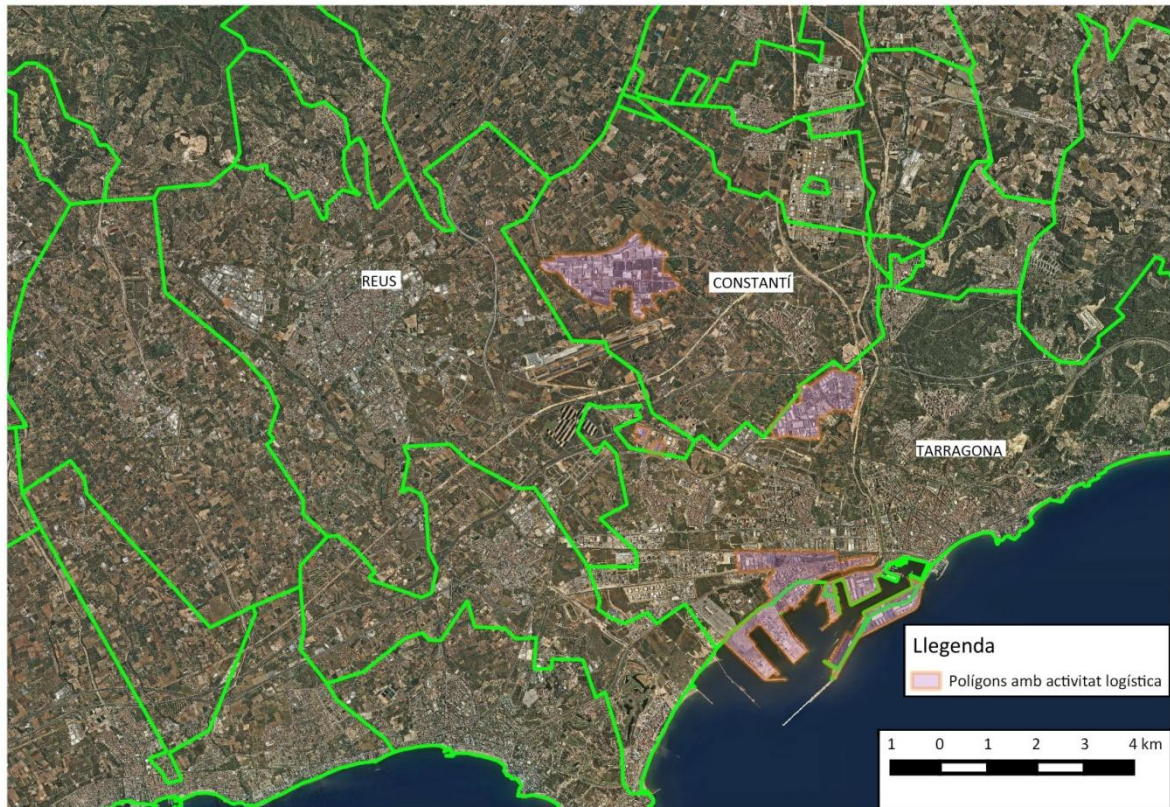 REUS
CONSTANTÍ
TARRAGONA
Llegenda
Polígons amb activitat logística
1 0 1 2 3 4 km